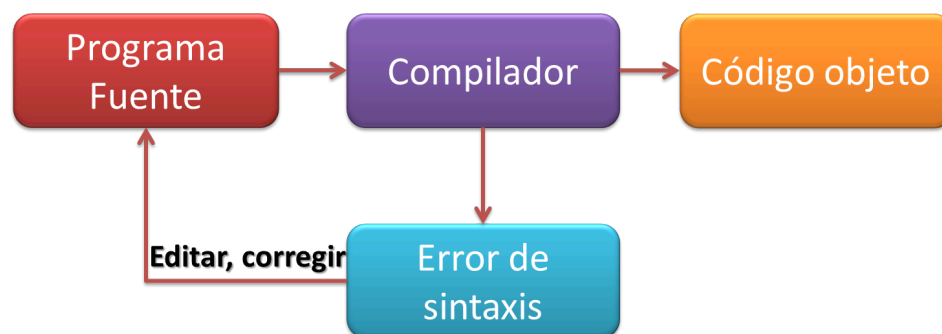 Programa
Fuente
Compilador
Código objeto
Editar, corregir
Error de
sintaxis